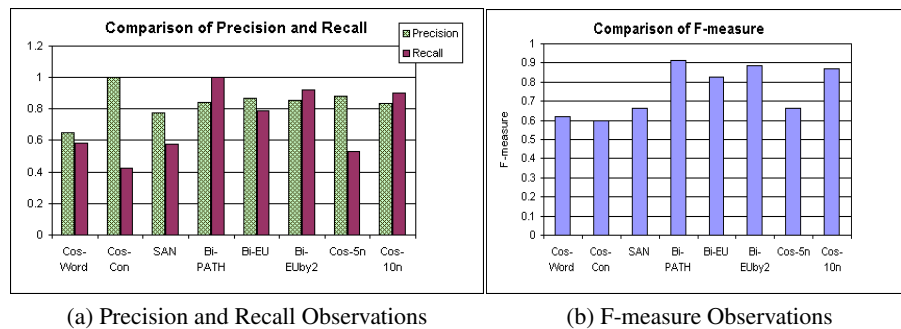 Comparison of Precision and Recall
Precision
Recall
1.2
1
0.8
0.6
0.4
0.2
0
Cos-Word
Cos-Con
SAN
Bi-PATH
Bi-EU
Bi-EUby2
Cos-5n
Cos-10n
(a) Precision and Recall Observations
Comparison of F-measure
F-measure
1
0.9
0.8
0.7
0.6
0.5
0.4
0.3
0.2
0.1
0
Cos-Word
Cos-Con
SAN
Bi-PATH
Bi-EU
Bi-EUby2
Cos-5n
Cos-10n
(b) F-measure Observations